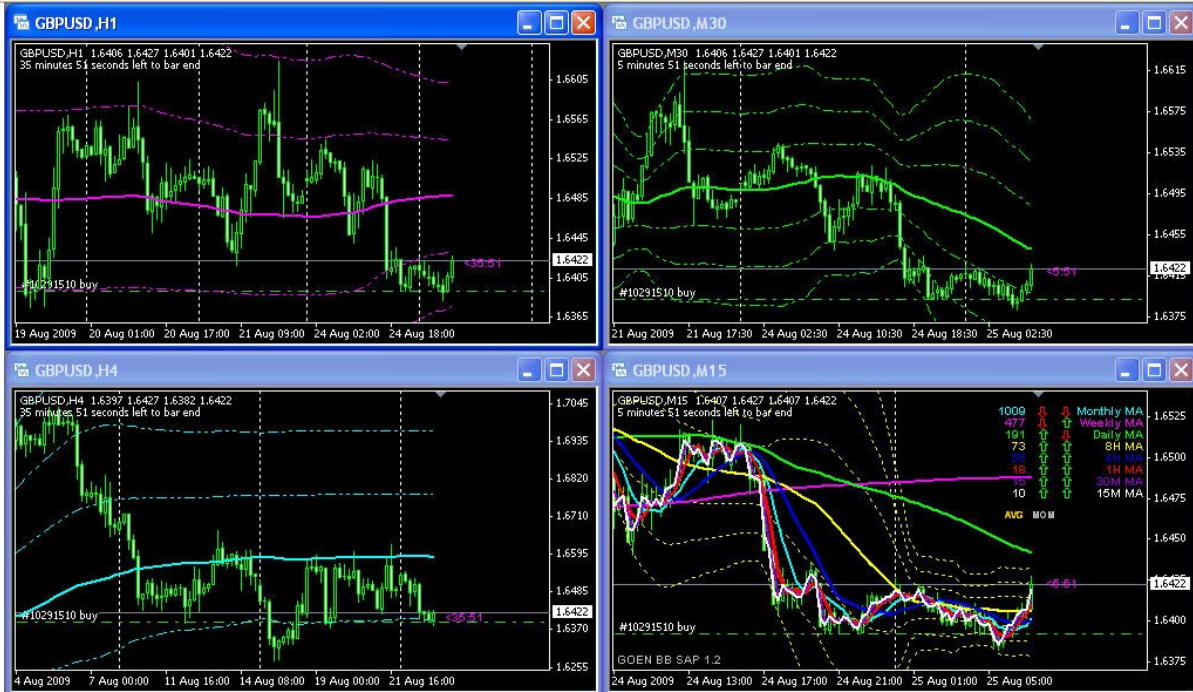 GBPUSD,H1
GBPUSD,H1 1.6406 1.6427 1.6401 1.6422
35 minutes 51 seconds left to bar end
1.6605
1.6565
1.6525
1.6485
1.6445
<35:51
1.6422
1.6405
#10291510 buy
1.6365
19 Aug 2009 20 Aug 01:00 20 Aug 17:00 21 Aug 09:00 24 Aug 02:00 24 Aug 18:00
GBPUSD,M30
GBPUSD,M30 1.6406 1.6427 1.6401 1.6422
5 minutes 51 seconds left to bar end
1.6615
1.6575
1.6535
1.6495
1.6455
<5:51
1.6422
1.6415
#10291510 buy
1.6375
21 Aug 2009 21 Aug 17:30 24 Aug 02:30 24 Aug 10:30 24 Aug 18:30 25 Aug 02:30
GBPUSD,H4
GBPUSD,H4 1.6397 1.6427 1.6382 1.6422
35 minutes 51 seconds left to bar end
1.7045
1.6935
1.6820
1.6710
1.6595
1.6485
1.6422
#10291510 buy
<35:51
1.6370
1.6255
4 Aug 2009 7 Aug 00:00 11 Aug 16:00 14 Aug 08:00 19 Aug 00:00 21 Aug 16:00
GBPUSD,M15
GBPUSD,M15 1.6407 1.6427 1.6407 1.6422
5 minutes 51 seconds left to bar end
1009 Monthly MA
477 Weekly MA
191 Daily MA
73 8H MA
4H MA
18 1H MA
30M MA
10 15M MA
AVG MOM
1.6525
1.6500
1.6475
1.6450
<5:51
1.6422
1.6400
#10291510 buy
1.6375
GOEN BB SAP 1.2
24 Aug 2009 24 Aug 13:00 24 Aug 17:00 24 Aug 21:00 25 Aug 01:00 25 Aug 05:00